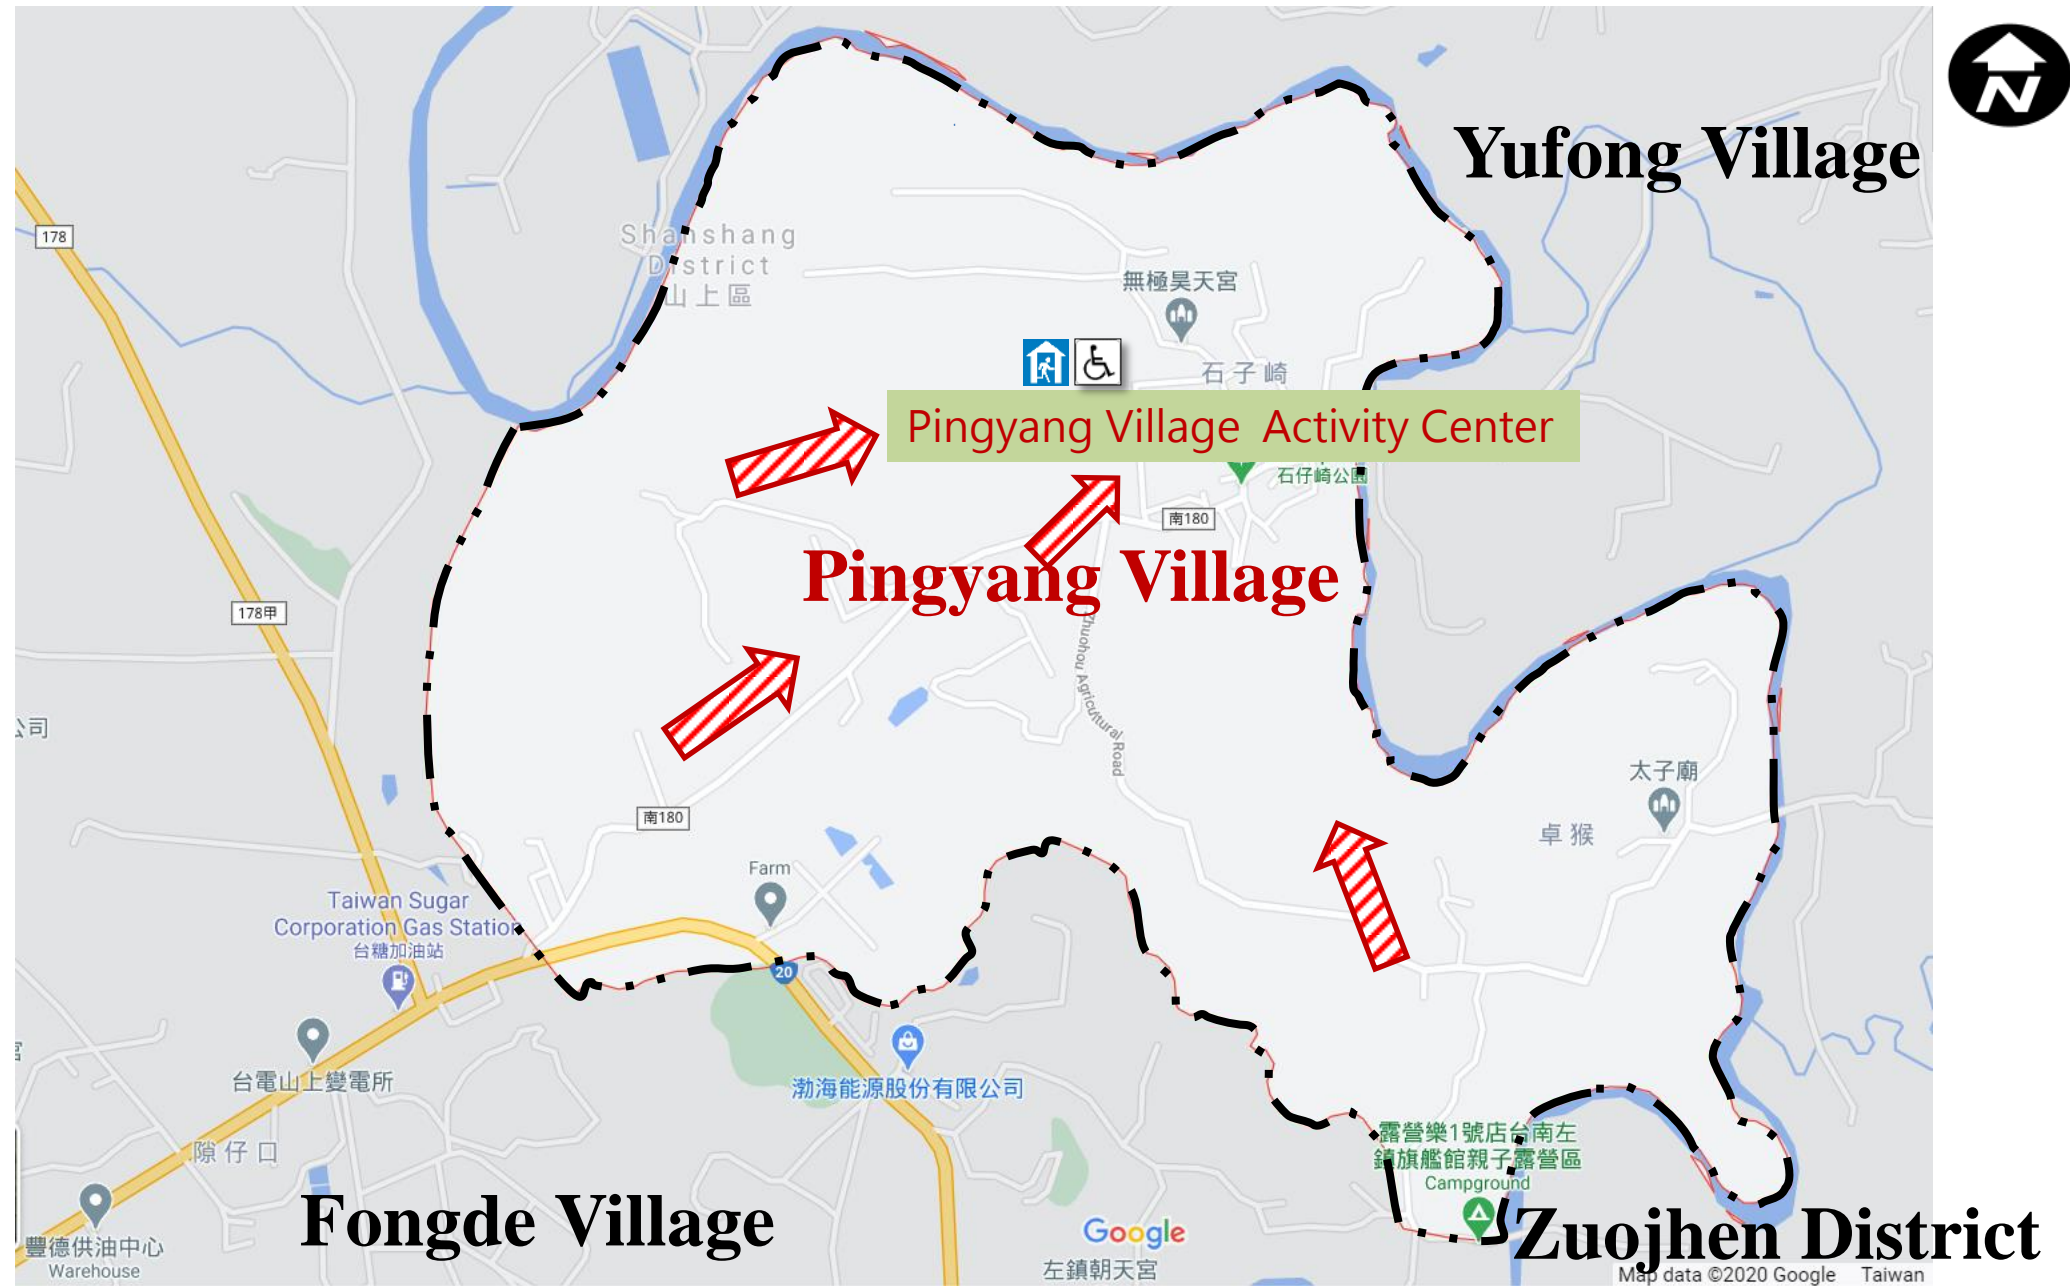 N
Yufong Village
178
Shanshang
District
山上區
無極昊天宮
石子崎
Pingyang Village Activity Center
石仔崎公園
南180
Pingyang Village
178甲
Zhuohou Agricultural Road
公司
太子廟
南180
卓猴
Farm
Taiwan Sugar
Corporation Gas Station
台糖加油站
20
台電山上變電所
渤海能源股份有限公司
隙仔口
露營樂1號店台南左
鎮旗艦館親子露營區
Campground
Fongde Village
Google
Zuojhen District
豐德供油中心
Warehouse
左鎮朝天宮
Map data ©2020 Google Taiwan